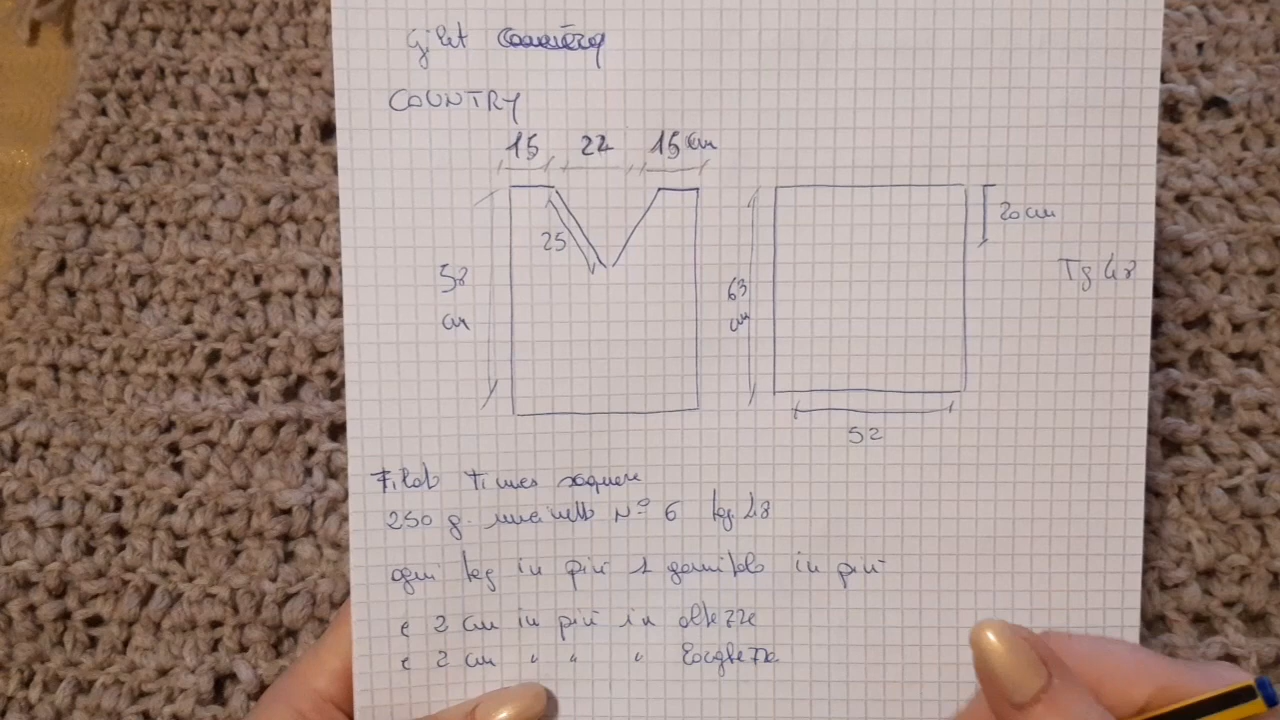 Gilet
COUNTRY
15 22 15 cm
25
58 cm
63 cm
20 cm
Tg 48
52
Filato Times square
250 g. uncinetto N° 6 tg. 48
ogni tg in più 1 gomitolo in più
e 2 cm in più in altezza
e 2 cm " " " larghezza